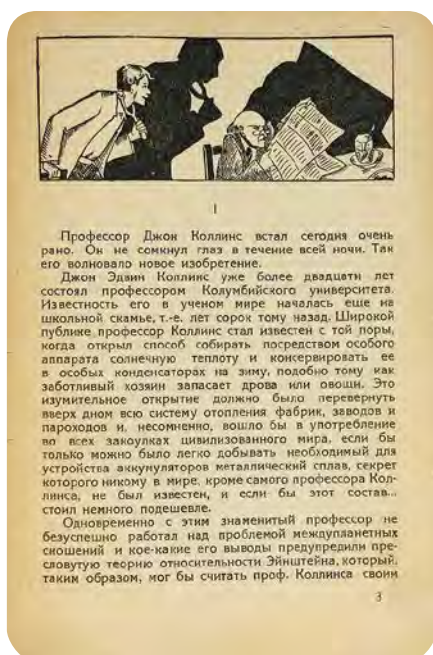 I
Профессор Джон Коллинс встал сегодня очень
рано. Он не сомкнул глаз в течение всей ночи. Так
его волновало новое изобретение.
Джон Эдвин Коллинс уже более двадцати лет
состоял профессором Колумбийского университета.
Известность его в ученом мире началась еще на
школьной скамье, т.-е. лет сорок тому назад. Широкой
публике профессор Коллинс стал известен с той поры,
когда открыл способ собирать посредством особого
аппарата солнечную теплоту и консервировать ее
в особых конденсаторах на зиму, подобно тому как
заботливый хозяин запасает дрова или овощи. Это
изумительное открытие должно было перевернуть
вверх дном всю систему отопления фабрик, заводов и
пароходов и, несомненно, вошло бы в употребление
во всех закоулках цивилизованного мира, если бы
только можно было легко добывать необходимый для
устройства аккумуляторов металлический сплав, секрет
которого никому в мире, кроме самого профессора Кол-
линса, не был известен, и если бы этот состав...
стоил немного подешевле.
Одновременно с этим знаменитый профессор не
безуспешно работал над проблемой междупланетных
сношений и кое-какие его выводы предупредили пре-
словутую теорию относительности Эйнштейна, который,
таким образом, мог бы считать проф. Коллинса своим
3